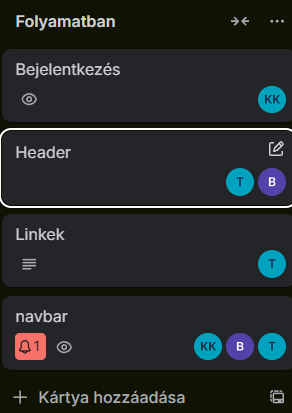 Folyamatban
Bejelentkezés
KK
Header
T B
Linkek
T
navbar
1 KK B T
Kártya hozzáadása